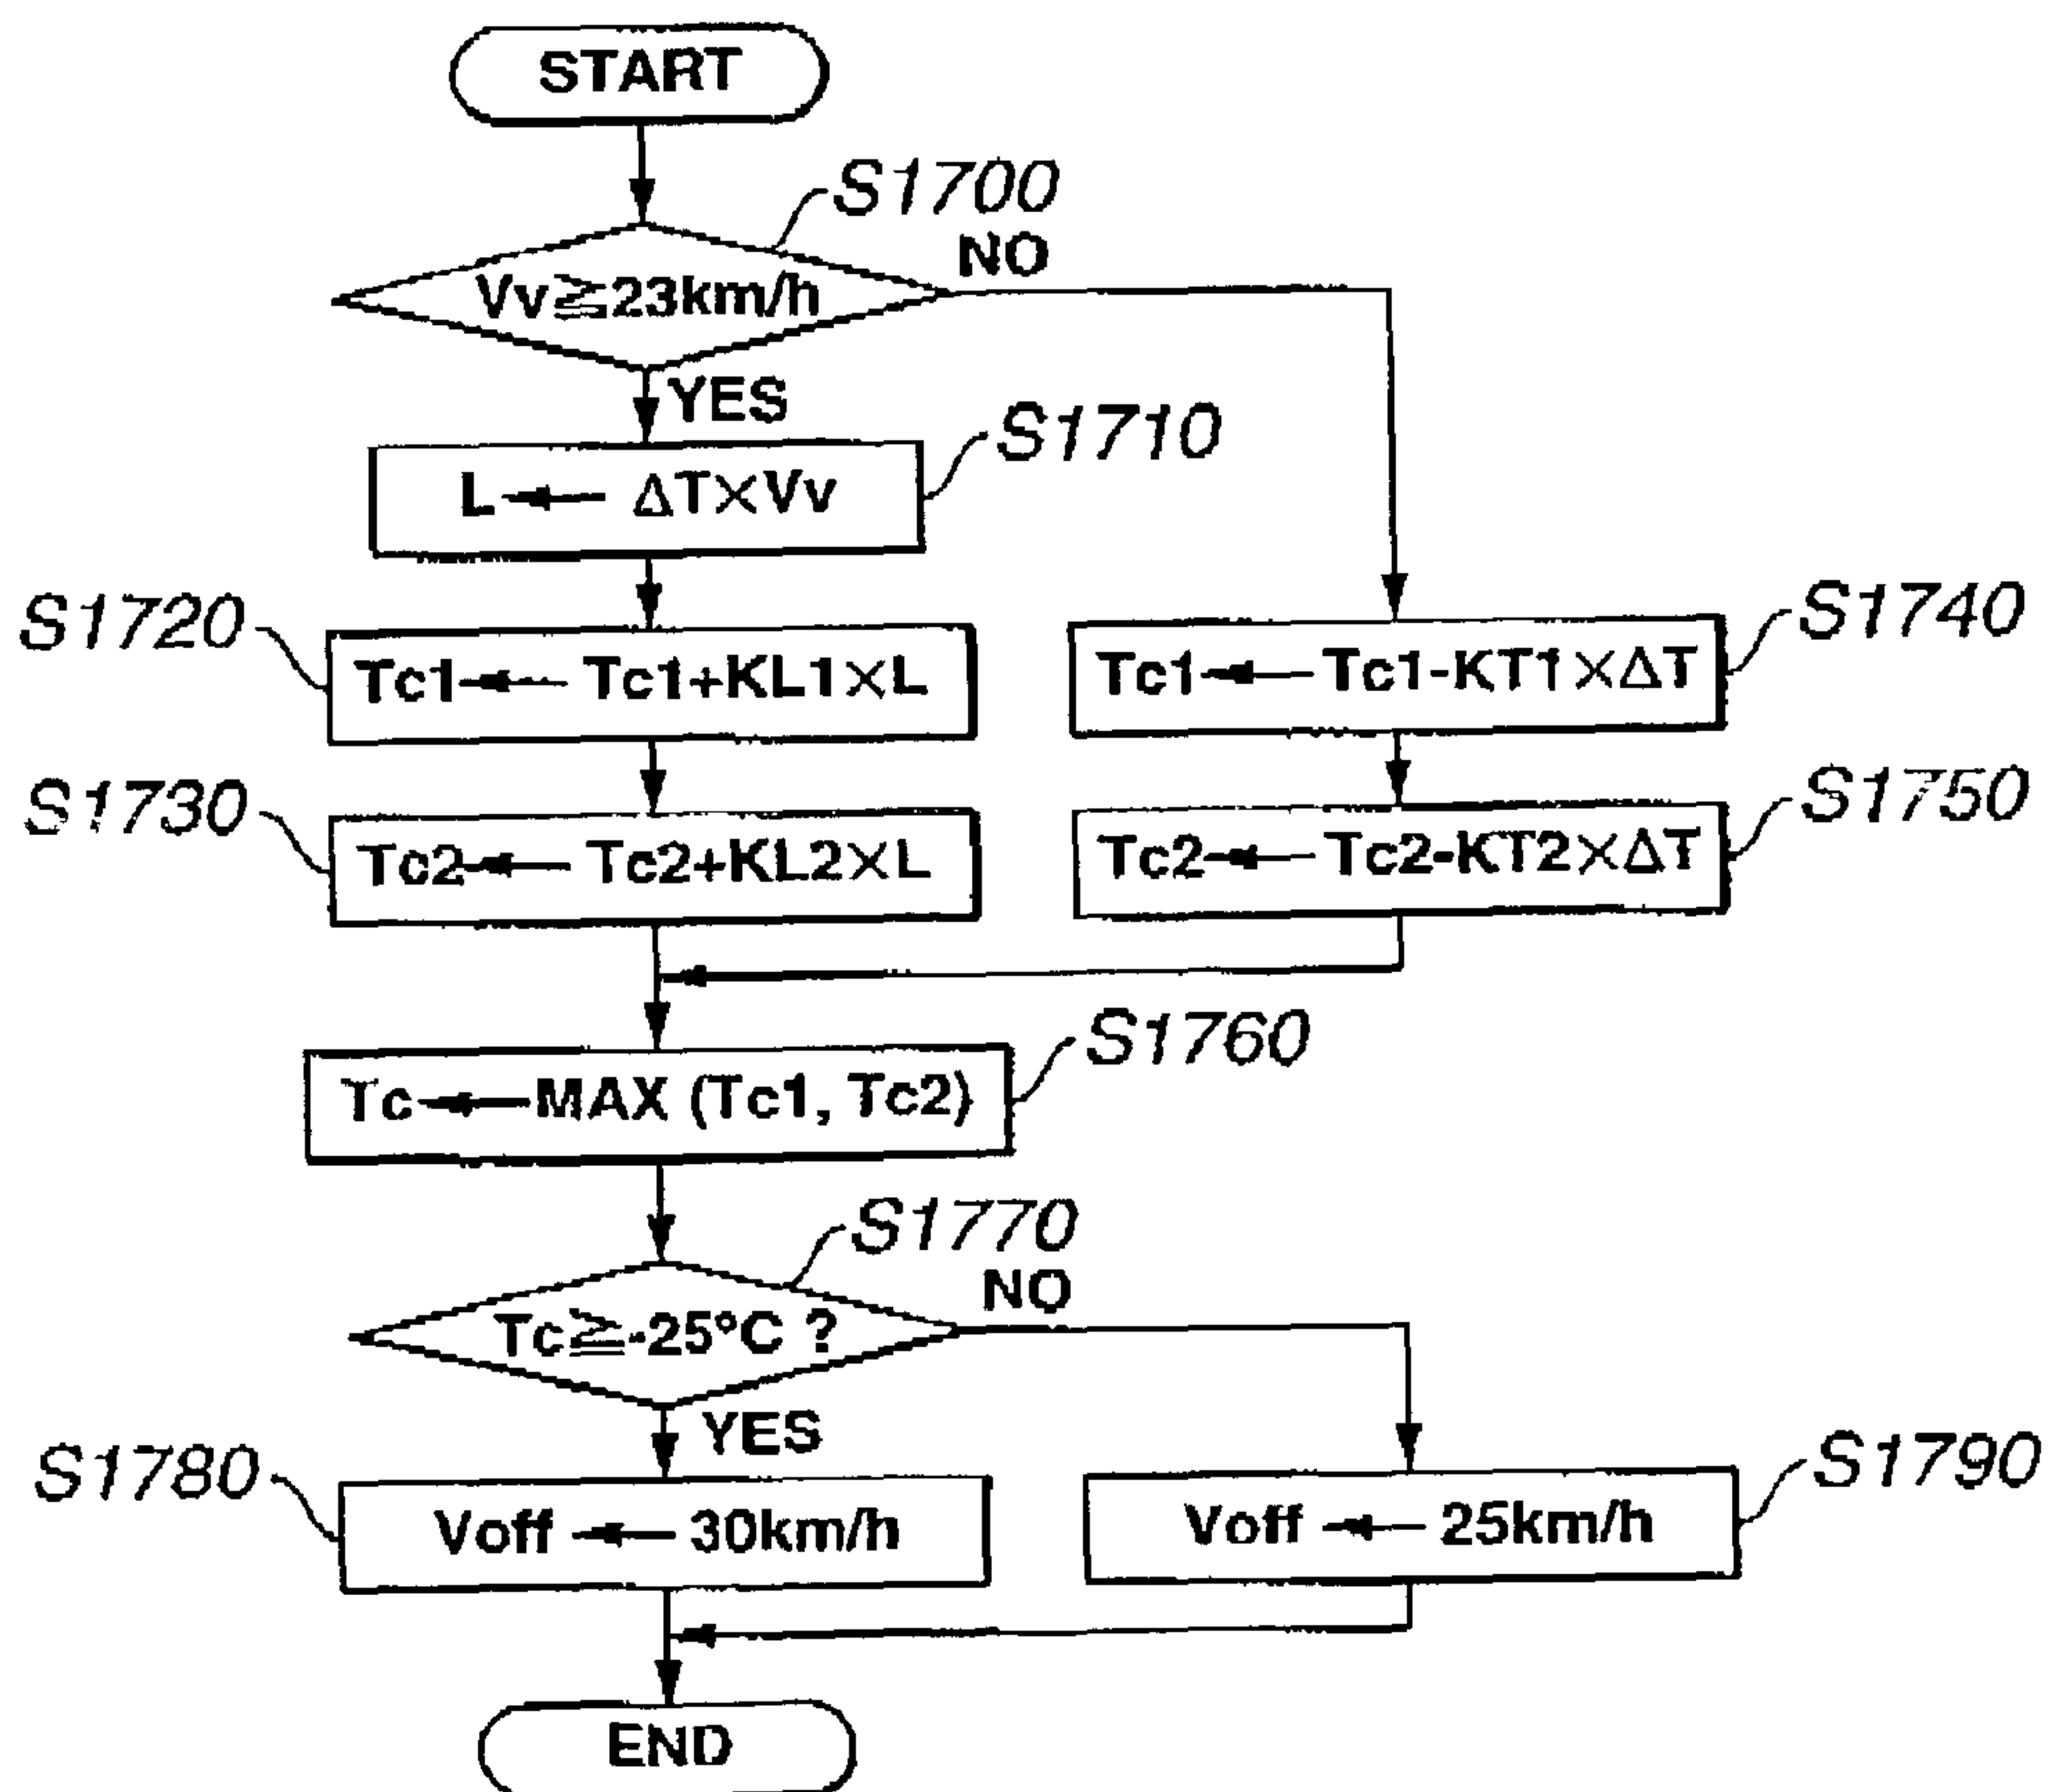 START
S1700
NO
Vv≧23km/h
YES
S1710
L ← ΔT×Vv
S1720
Tc1 ← Tc1+KL1×L
S1740
Tc1 ← Tc1-KT1×ΔT
S1730
Tc2 ← Tc2+KL2×L
S1750
Tc2 ← Tc2-KT2×ΔT
S1760
Tc ← MAX (Tc1, Tc2)
S1770
NO
Tc≧-25°C ?
YES
S1780
Voff ← 30km/h
S1790
Voff ← 25km/h
END